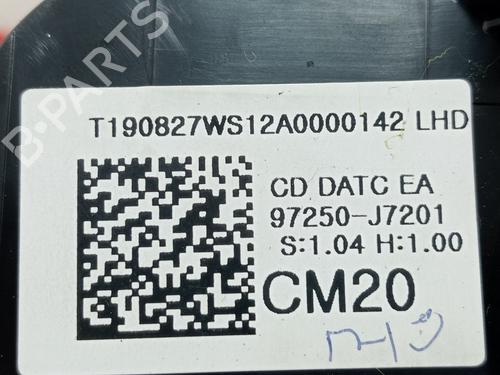 T190827WS12A0000142 LHD
CD DATC EA
97250-J7201
S:1.04 H:1.00
CM20
B-PARTS